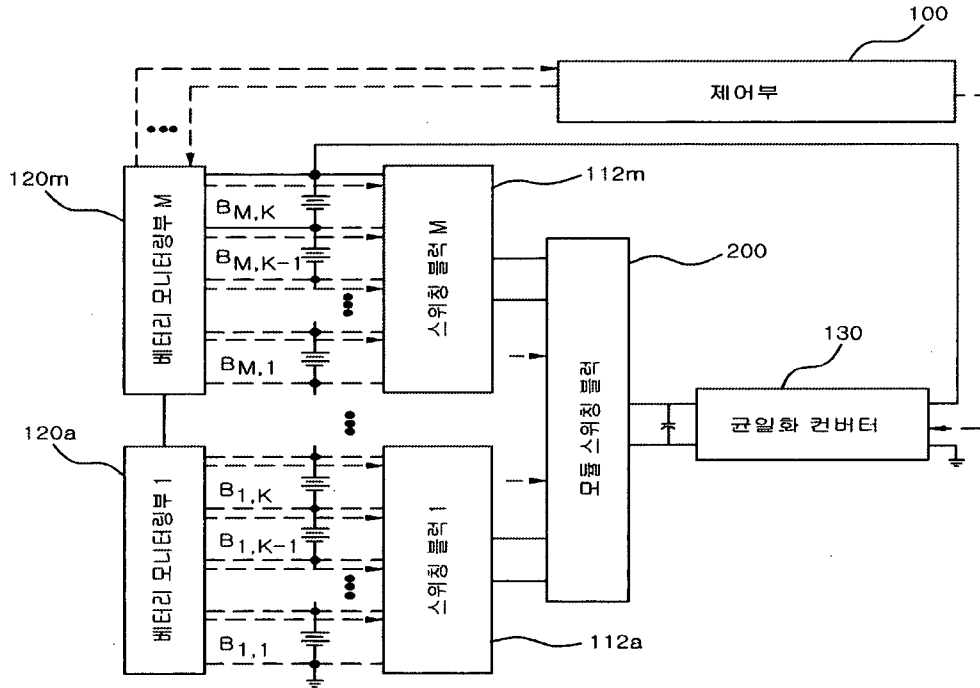 100
제어부
120m
베터리 모니터링부 M
B_{M,K}
B_{M,K-1}
B_{M,1}
스위칭 블럭 M
112m
200
모듈 스위칭 블럭
130
균일화 컨버터
120a
베터리 모니터링부 1
B_{1,K}
B_{1,K-1}
B_{1,1}
스위칭 블럭 1
112a